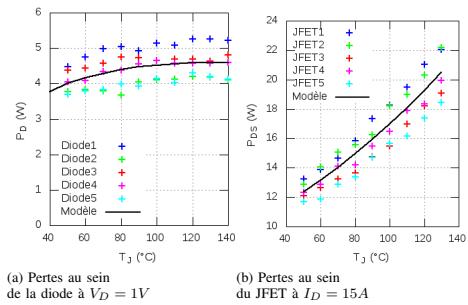 6
5
4
3
2
1
0
P_D (W)
Diode1
Diode2
Diode3
Diode4
Diode5
Modèle
40 60 80 100 120 140
T_J (°C)
24
22
20
18
16
14
12
10
P_DS (W)
JFET1
JFET2
JFET3
JFET4
JFET5
Modèle
40 60 80 100 120 140
T_J (°C)
(a) Pertes au sein
de la diode à V_D = 1V
(b) Pertes au sein
du JFET à I_D = 15A